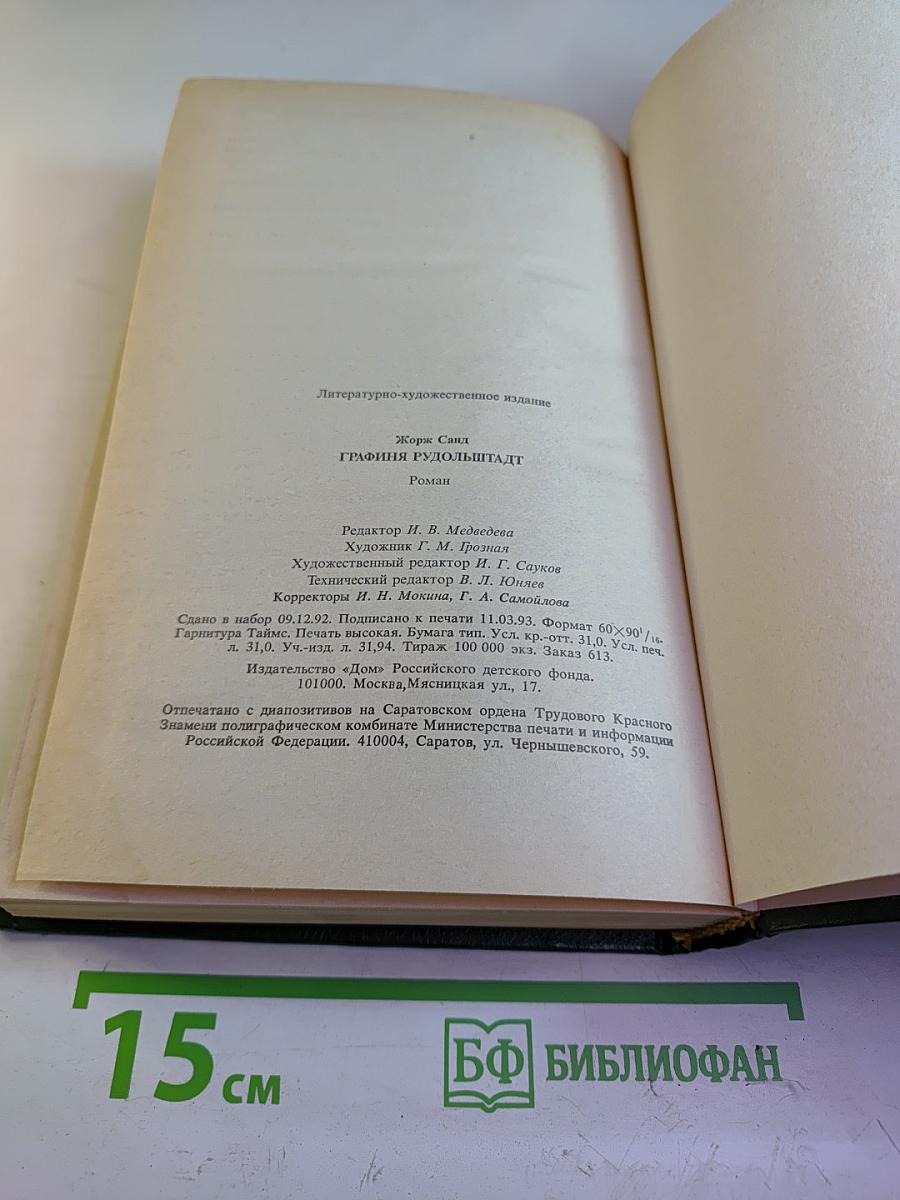 Литературно-художественное издание
Жорж Санд
ГРАФИНЯ РУДОЛЬШТАДТ
Роман
Редактор И. В. Медведева
Художник Г. М. Грозная
Художественный редактор И. Г. Сауков
Технический редактор В. Л. Юняев
Корректоры И. Н. Мокина, Г. А. Самойлова
Сдано в набор 09.12.92. Подписано к печати 11.03.93. Формат 60×90¹/₁₆.
Гарнитура Таймс. Печать высокая. Бумага тип. Усл. кр.-отт. 31,0. Усл. печ.
л. 31,0. Уч.-изд. л. 31,94. Тираж 100 000 экз. Заказ 613.
Издательство «Дом» Российского детского фонда.
101000. Москва, Мясницкая ул., 17.
Отпечатано с диапозитивов на Саратовском ордена Трудового Красного
Знамени полиграфическом комбинате Министерства печати и информации
Российской Федерации. 410004, Саратов, ул. Чернышевского, 59.
15 см
БФ БИБЛИОФАН